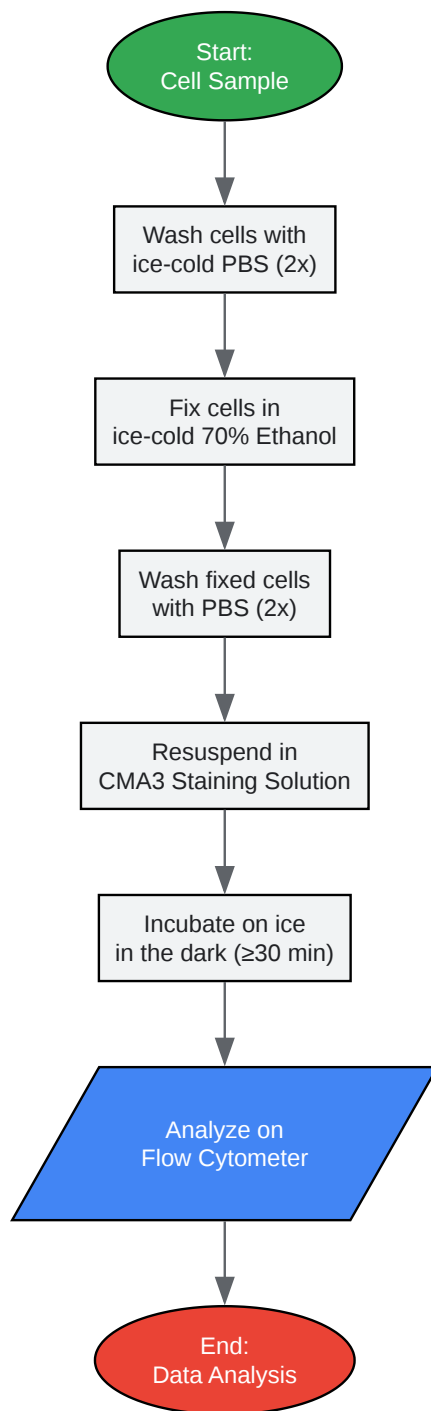 Start:
Cell Sample
Wash cells with
ice-cold PBS (2x)
Fix cells in
ice-cold 70% Ethanol
Wash fixed cells
with PBS (2x)
Resuspend in
CMA3 Staining Solution
Incubate on ice
in the dark (≥30 min)
Analyze on
Flow Cytometer
End:
Data Analysis